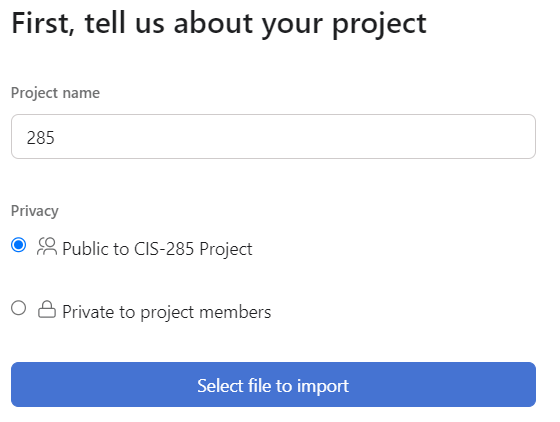 First, tell us about your project
Project name
285
Privacy
Public to CIS-285 Project
Private to project members
Select file to import